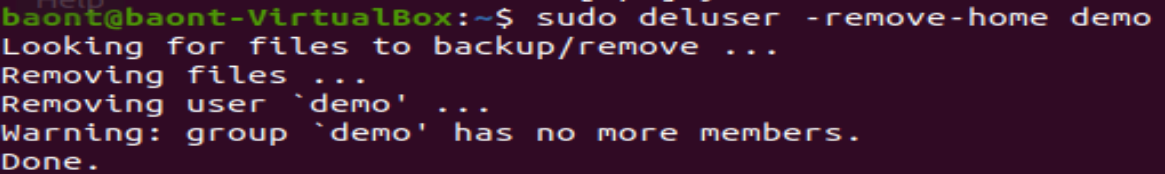 Help
baont@baont-VirtualBox:~$ sudo deluser -remove-home demo
Looking for files to backup/remove ...
Removing files ...
Removing user `demo' ...
Warning: group `demo' has no more members.
Done.